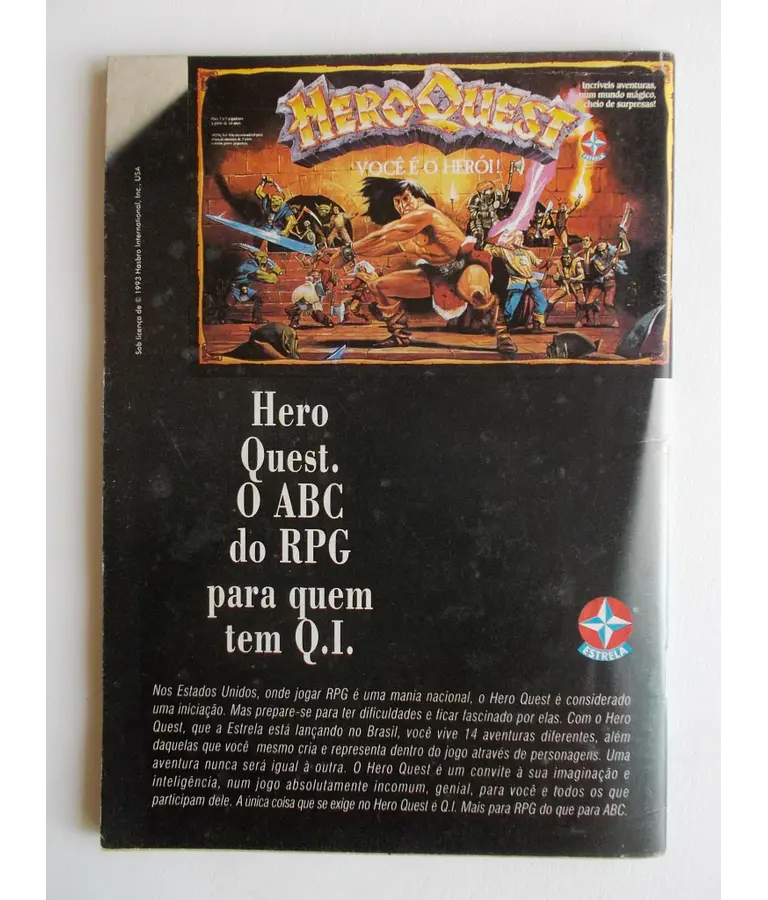 HEROQUEST
Incríveis aventuras,
num mundo mágico,
cheio de surpresas!
ESTRELA
VOCÊ É O HERÓI!
Sob licença de © 1993 Hasbro International, Inc., USA
Hero
Quest.
O ABC
do RPG
para quem
tem Q.I.
ESTRELA
Nos Estados Unidos, onde jogar RPG é uma mania nacional, o Hero Quest é considerado
uma iniciação. Mas prepare-se para ter dificuldades e ficar fascinado por elas. Com o Hero
Quest, que a Estrela está lançando no Brasil, você vive 14 aventuras diferentes, além
daquelas que você mesmo cria e representa dentro do jogo através de personagens. Uma
aventura nunca será igual à outra. O Hero Quest é um convite à sua imaginação e
inteligência, num jogo absolutamente incomum, genial, para você e todos os que
participam dele. A única coisa que se exige no Hero Quest é Q.I. Mais para RPG do que para ABC.